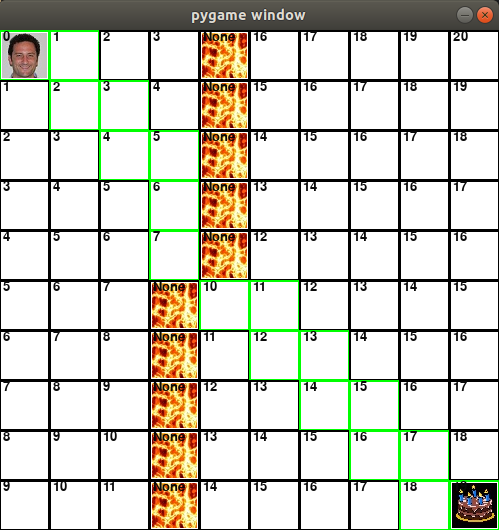 pygame window
0 1 2 3 None 16 17 18 19 20
1 2 3 4 None 15 16 17 18 19
2 3 4 5 None 14 15 16 17 18
3 4 5 6 None 13 14 15 16 17
4 5 6 7 None 12 13 14 15 16
5 6 7 None 10 11 12 13 14 15
6 7 8 None 11 12 13 14 15 16
7 8 9 None 12 13 14 15 16 17
8 9 10 None 13 14 15 16 17 18
9 10 11 None 14 15 16 17 18